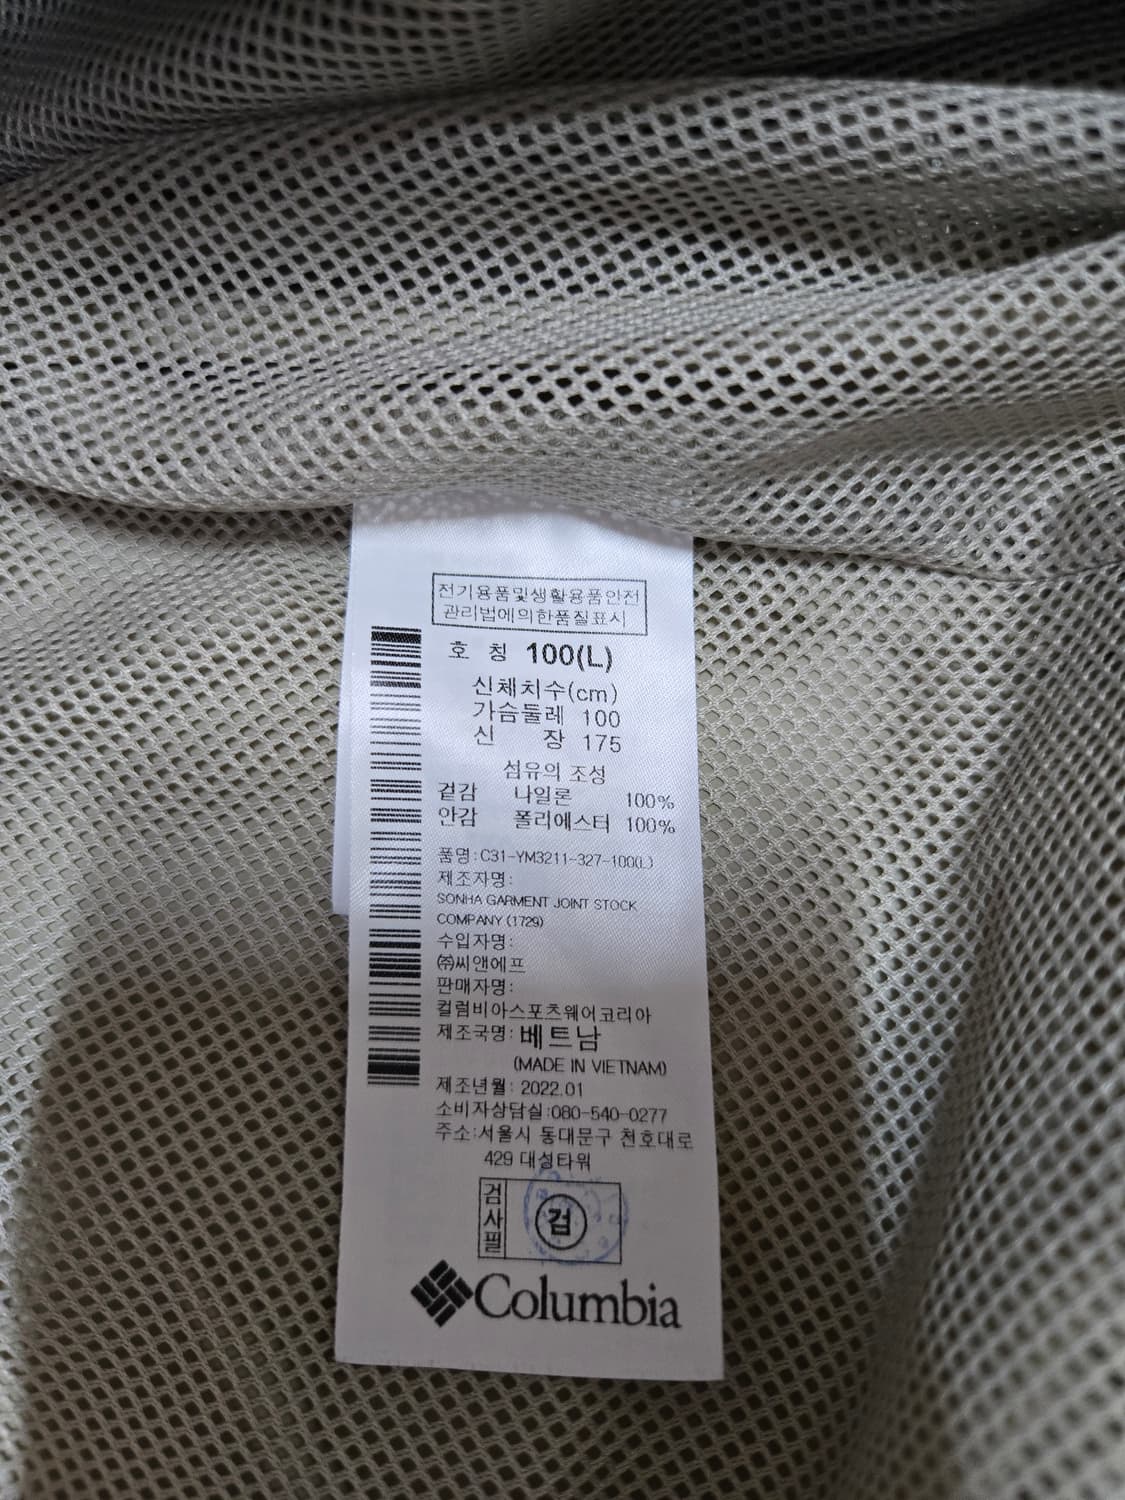 전기용품및생활용품안전
관리법에의한품질표시
호 칭 100(L)
신체치수(cm)
가슴둘레 100
신 장 175
섬유의 조성
겉감 나일론 100%
안감 폴리에스터 100%
품명:C31-YM3211-327-100(L)
제조자명:
SONHA GARMENT JOINT STOCK
COMPANY (1729)
수입자명:
㈜씨앤에프
판매자명:
컬럼비아스포츠웨어코리아
제조국명: 베트남
(MADE IN VIETNAM)
제조년월: 2022.01
소비자상담실:080-540-0277
주소:서울시 동대문구 천호대로
429 대성타워
검사필
검
Columbia